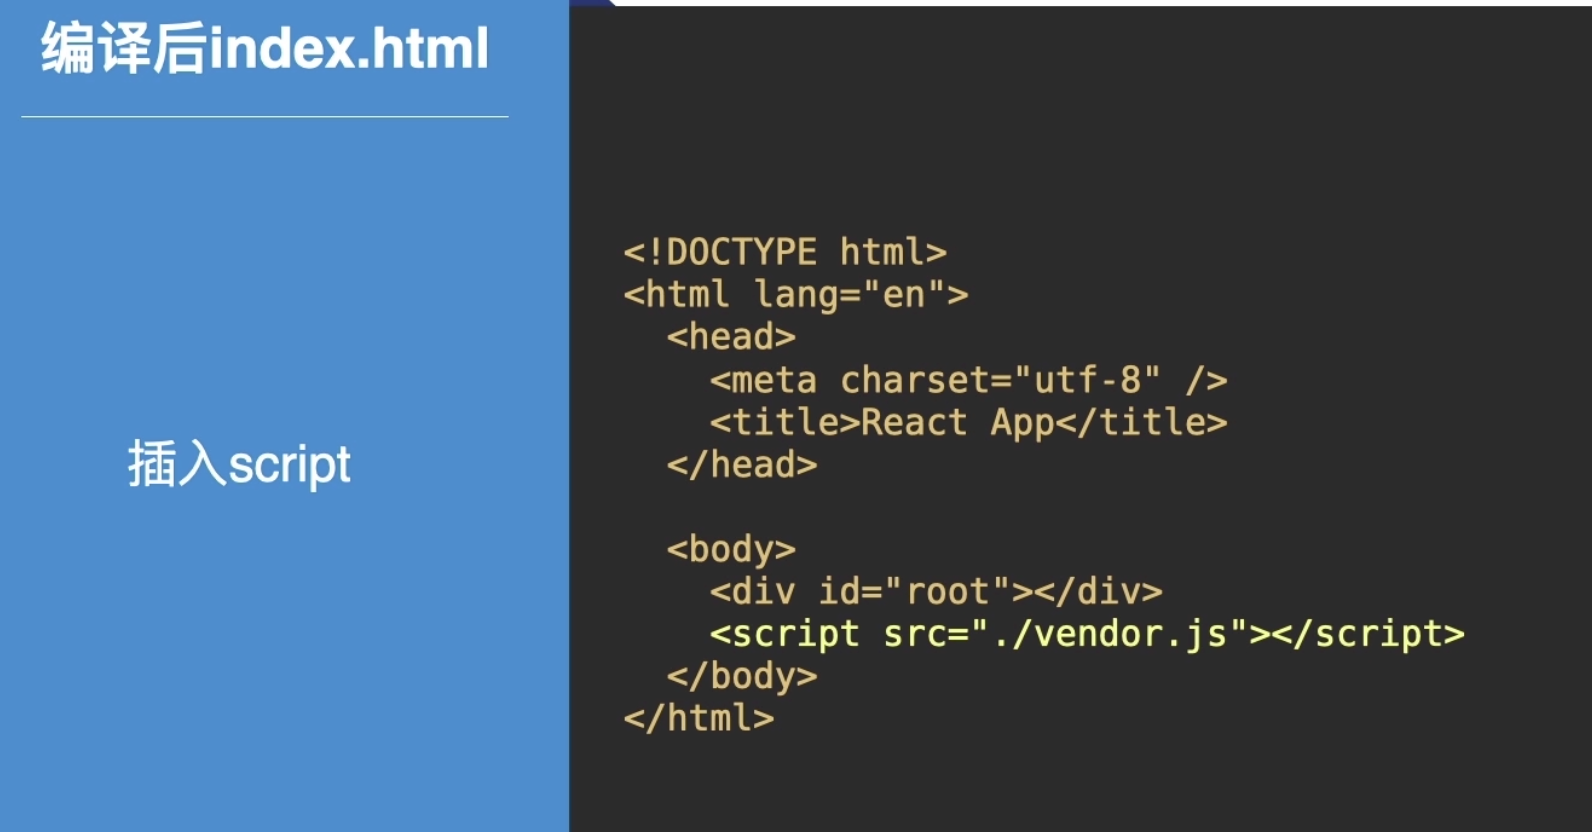 编译后index.html
插入script
<!DOCTYPE html>
<html lang="en">
  <head>
    <meta charset="utf-8" />
    <title>React App</title>
  </head>

  <body>
    <div id="root"></div>
    <script src="./vendor.js"></script>
  </body>
</html>